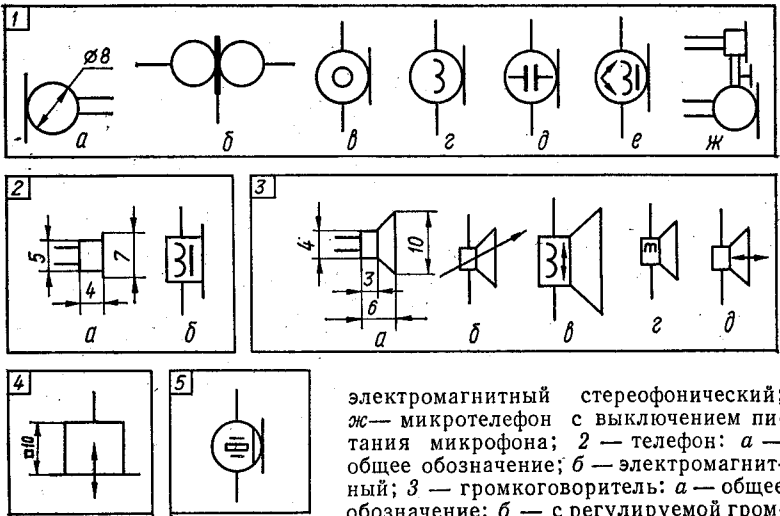 1
ø8
а б в г д е ж
2
3
5 7 4
а б
4 10 3 6
а б в г д
4
5
□10
электромагнитный стереофонический;
ж— микротелефон с выключением пи-
тания микрофона; 2 — телефон: а —
общее обозначение; б — электромагнит-
ный; 3 — громкоговоритель: а — общее
обозначение; б — с регулируемой гром-